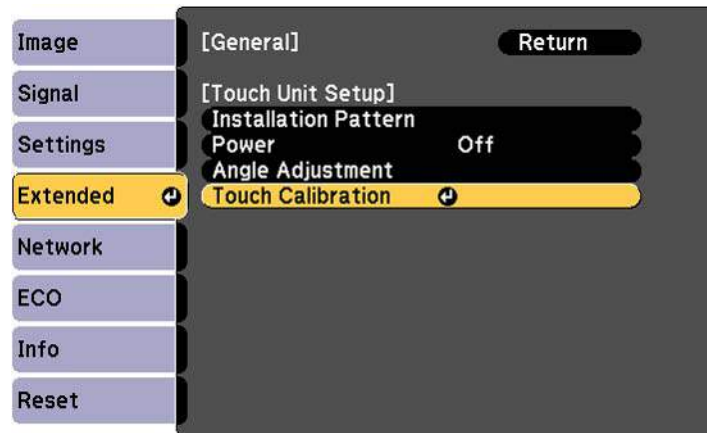 Image
Signal
Settings
Extended
Network
ECO
Info
Reset
[General] Return
[Touch Unit Setup]
Installation Pattern
Power Off
Angle Adjustment
Touch Calibration